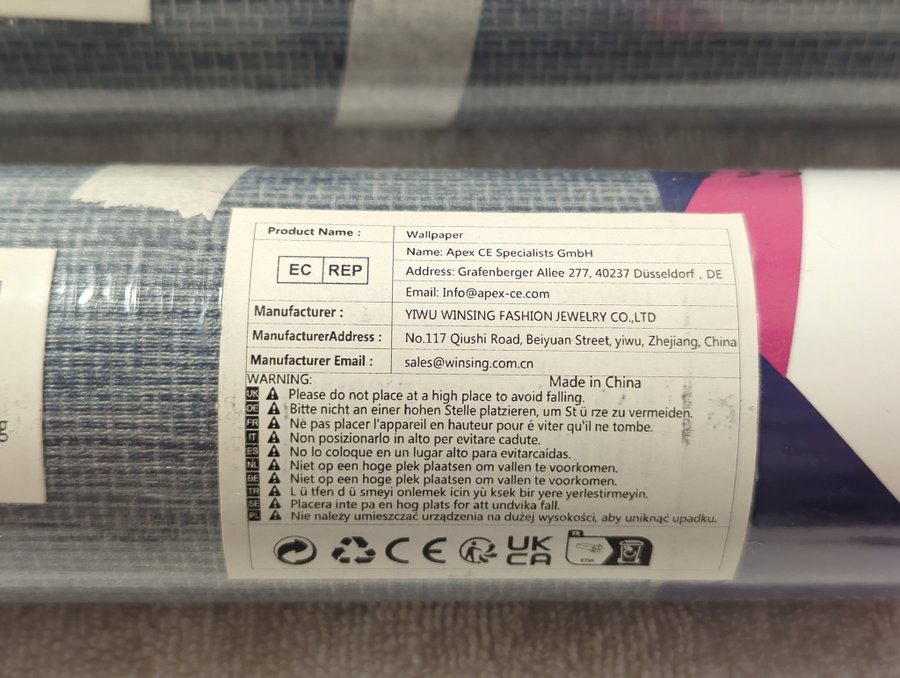 Product Name : Wallpaper
EC REP
Name: Apex CE Specialists GmbH
Address: Grafenberger Allee 277, 40237 Düsseldorf , DE
Email: Info@apex-ce.com
Manufacturer : YIWU WINSING FASHION JEWELRY CO.,LTD
ManufacturerAddress : No.117 Qiushi Road, Beiyuan Street, yiwu, Zhejiang, China
Manufacturer Email : sales@winsing.com.cn
WARNING: Made in China
UK Please do not place at a high place to avoid falling.
DE Bitte nicht an einer hohen Stelle platzieren, um St ü rze zu vermeiden.
FR Në pas placer l'appareil en hauteur pour é viter qu'il ne tombe.
IT Non posizionarlo in alto per evitare cadute.
ES No lo coloque en un lugar alto para evitarcaídas.
NL Niet op een hoge plek plaatsen om vallen te voorkomen.
BE Niet op een hoge plek plaatsen om vallen te voorkomen.
TR L ü tfen d ü smeyi onlemek icin yù ksek bir yere yerlestirmeyin.
SE Placera inte pa en hog plats for att undvika fall.
PL Nie należy umieszczać urządzenia na dużej wysokości, aby uniknąć upadku.
CE UK
CA FR
g